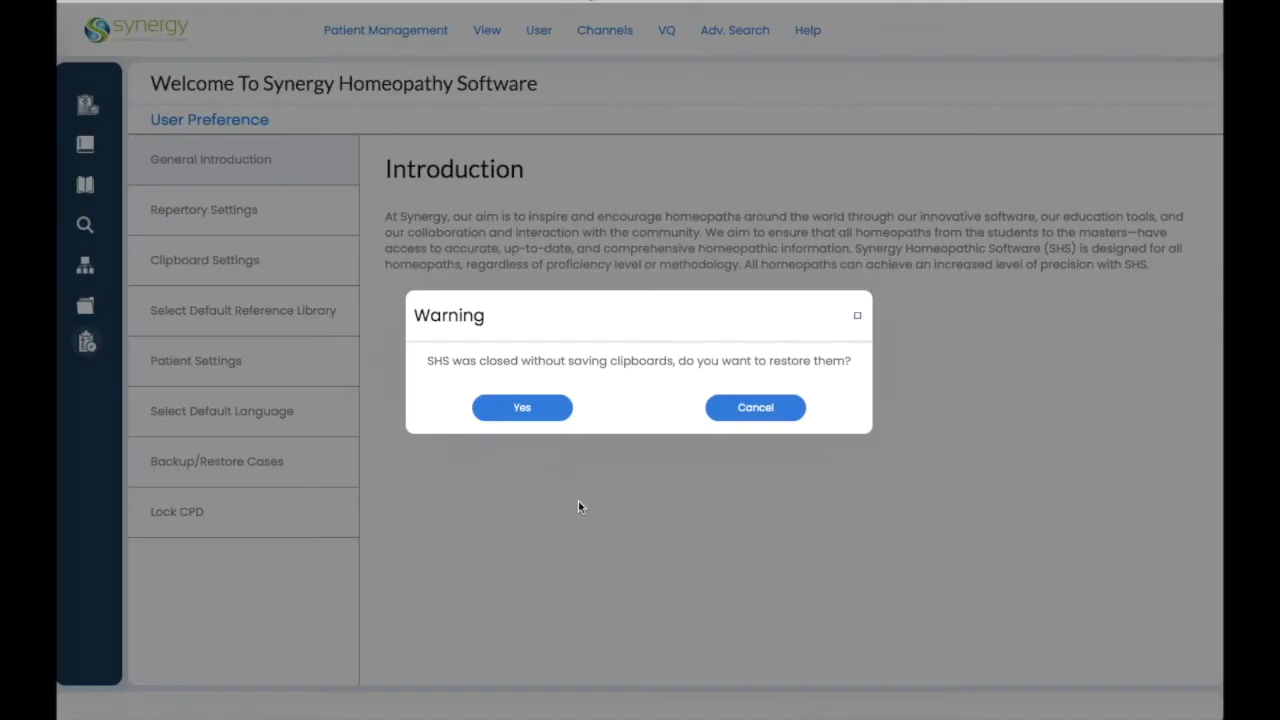 synergy
Patient Management View User Channels VQ Adv. Search Help
Welcome To Synergy Homeopathy Software
User Preference
General Introduction
Repertory Settings
Clipboard Settings
Select Default Reference Library
Patient Settings
Select Default Language
Backup/Restore Cases
Lock CPD
Introduction
At Synergy, our aim is to inspire and encourage homeopaths around the world through our innovative software, our education tools, and
our collaboration and interaction with the community. We aim to ensure that all homeopaths from the students to the masters—have
access to accurate, up-to-date, and comprehensive homeopathic information. Synergy Homeopathic Software (SHS) is designed for all
homeopaths, regardless of proficiency level or methodology. All homeopaths can achieve an increased level of precision with SHS.
Warning
SHS was closed without saving clipboards, do you want to restore them?
Yes Cancel